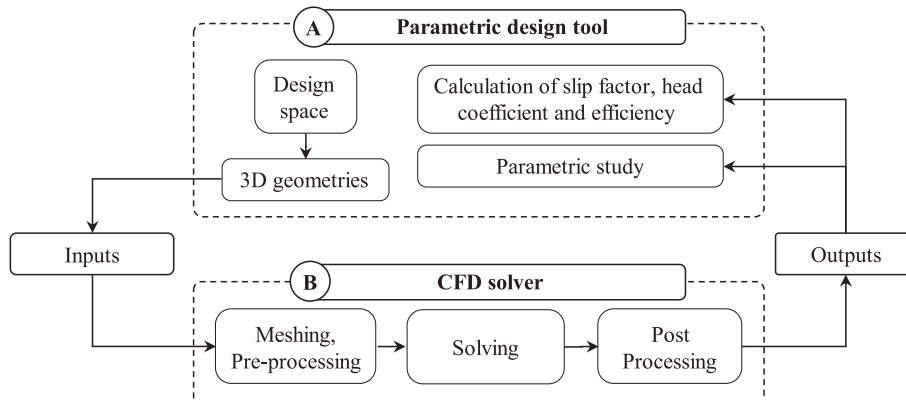 A
Parametric design tool
Design
space
Calculation of slip factor, head
coefficient and efficiency
3D geometries
Parametric study
Inputs
Outputs
B
CFD solver
Meshing,
Pre-processing
Solving
Post
Processing